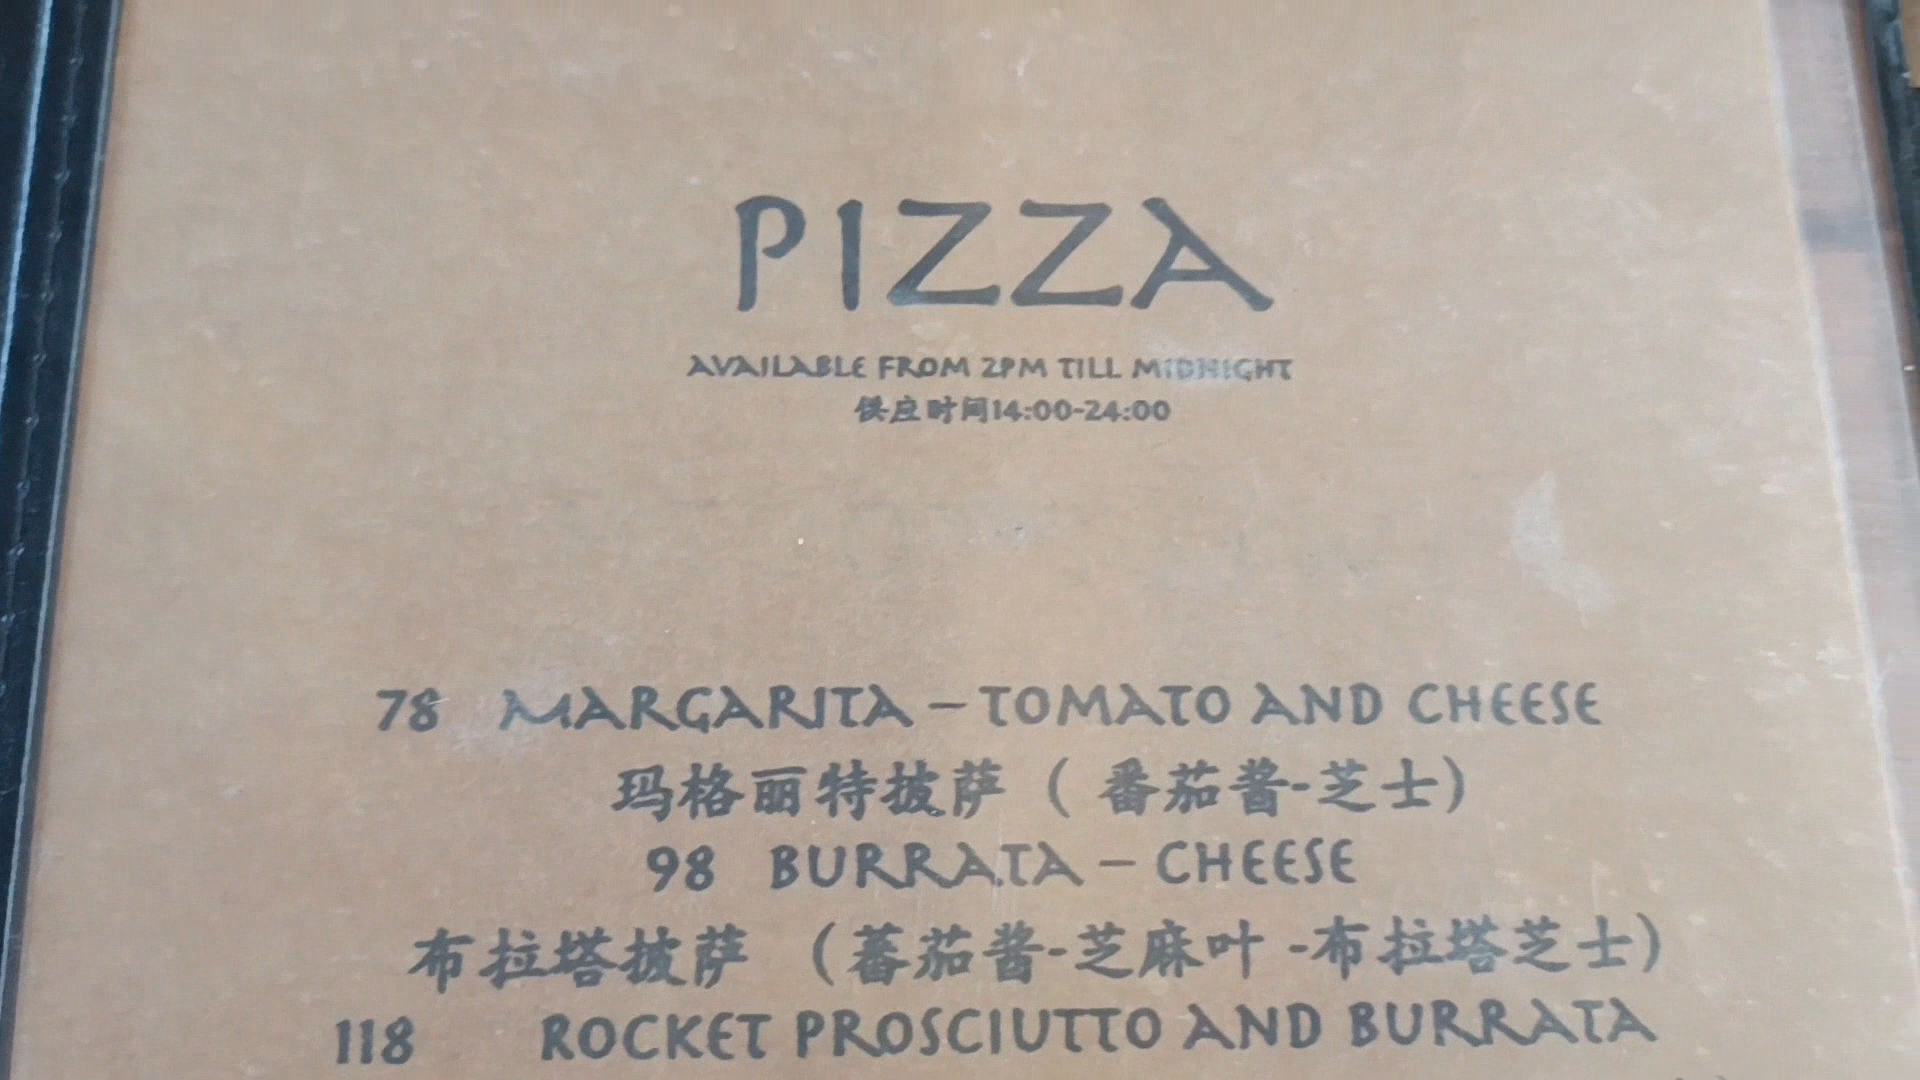 PIZZA
AVAILABLE FROM 2PM TILL MIDNIGHT
供应时间14:00-24:00
78 MARGARITA – TOMATO AND CHEESE
玛格丽特披萨 ( 番茄酱-芝士)
98 BURRATA – CHEESE
布拉塔披萨 (蕃茄酱-芝麻叶 -布拉塔芝士)
118 ROCKET PROSCIUTTO AND BURRATA